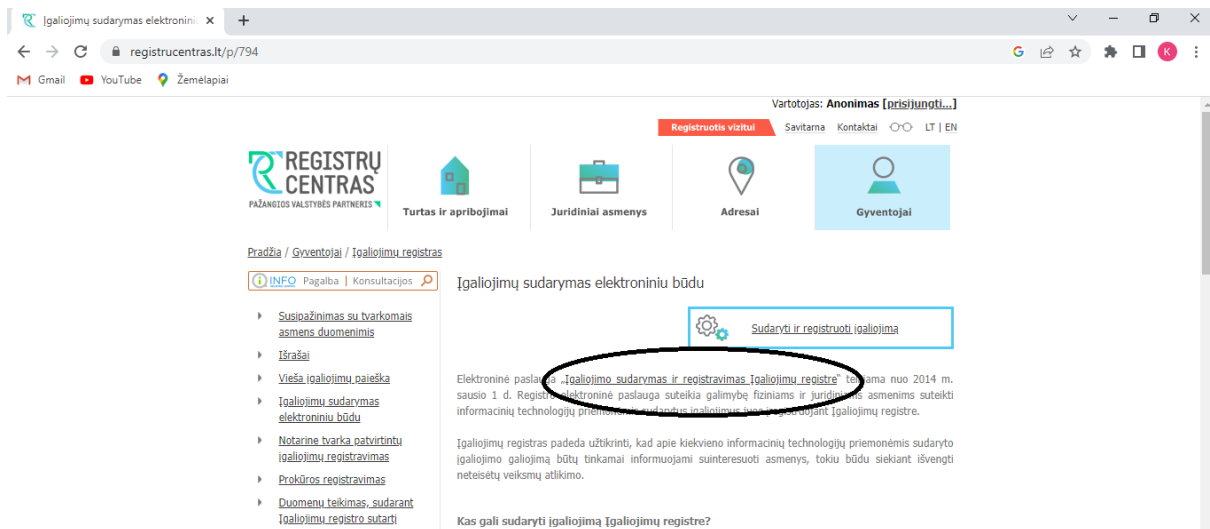 Įgaliojimų sudarymas elektronini
registrucentras.lt/p/794
K
Gmail YouTube Žemėlapiai
Vartotojas: Anonimas [prisijungti...]
Registruotis vizitui Savitarna Kontaktai LT | EN
REGISTRŲ
CENTRAS
PAŽANGIOS VALSTYBĖS PARTNERIS
Turtas ir apribojimai Juridiniai asmenys Adresai Gyventojai
Pradžia / Gyventojai / Įgaliojimų registras
INFO Pagalba | Konsultacijos
Įgaliojimų sudarymas elektroniniu būdu
Susipažinimas su tvarkomais
asmens duomenimis
Išrašai
Vieša įgaliojimų paieška
Įgaliojimų sudarymas
elektroniniu būdu
Notarine tvarka patvirtintų
įgaliojimų registravimas
Prokūros registravimas
Duomenų teikimas, sudarant
Įgaliojimų registro sutartį
Sudaryti ir registruoti įgaliojimą
Elektroninė paslauga „Įgaliojimo sudarymas ir registravimas Įgaliojimų registre“ teikiama nuo 2014 m.
sausio 1 d. Registro elektroninė paslauga suteikia galimybę fiziniams ir juridiniams asmenims suteikti
informacinių technologijų priemonėmis sudarytus įgaliojimus juos įregistruojant Įgaliojimų registre.
Įgaliojimų registras padeda užtikrinti, kad apie kiekvieno informacinių technologijų priemonėmis sudaryto
įgaliojimo galiojimą būtų tinkamai informuojami suinteresuoti asmenys, tokiu būdu siekiant išvengti
neteisėtų veiksmų atlikimo.
Kas gali sudaryti įgaliojimą Įgaliojimų registre?